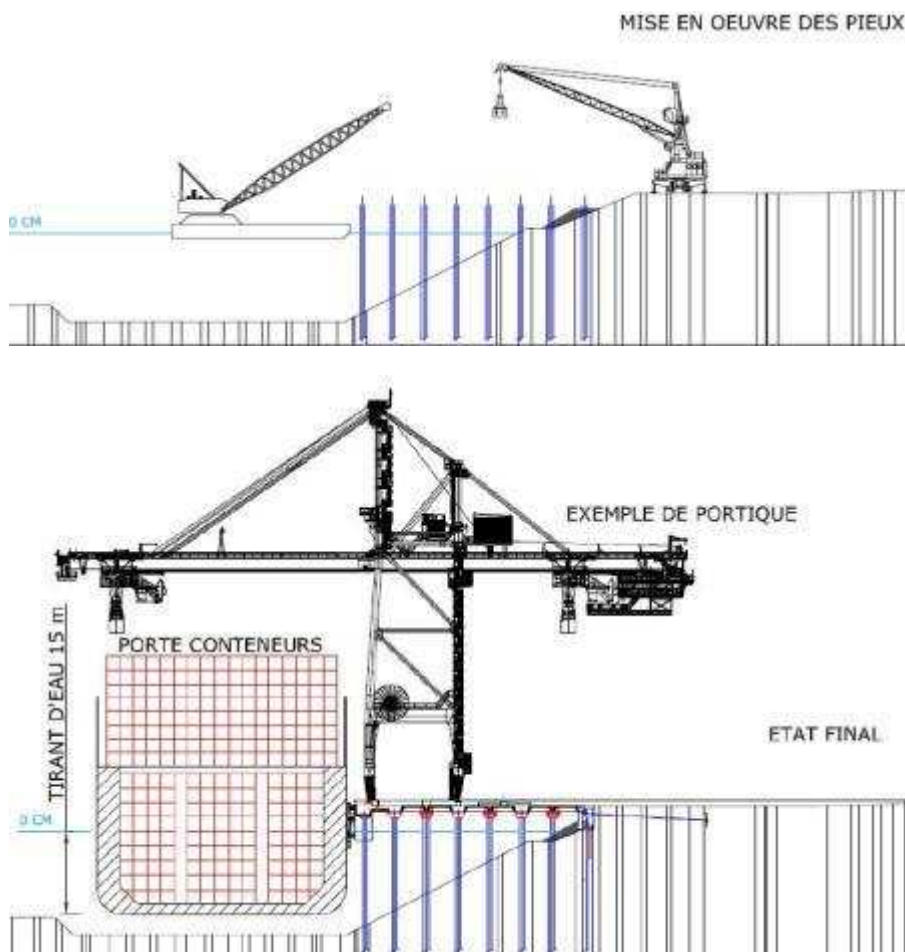 MISE EN OEUVRE DES PIEUX
0 CM
EXEMPLE DE PORTIQUE
PORTE CONTENEURS
TIRANT D'EAU 15 m
ETAT FINAL
0 CM